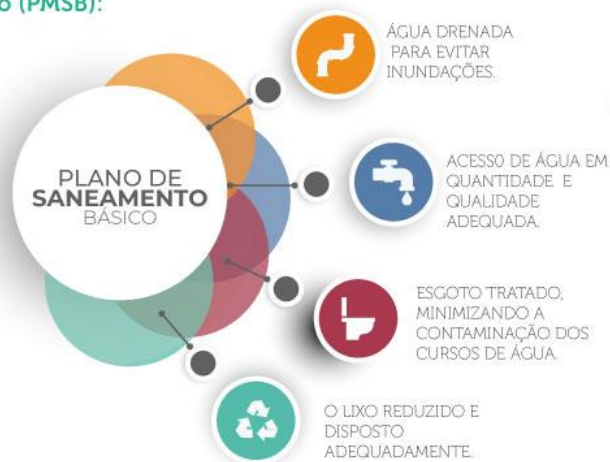 o (PMSB):
ÁGUA DRENADA
PARA EVITAR
INUNDAÇÕES.
PLANO DE
SANEAMENTO
BÁSICO
ACESSO DE ÁGUA EM
QUANTIDADE E
QUALIDADE
ADEQUADA.
ESGOTO TRATADO,
MINIMIZANDO A
CONTAMINAÇÃO DOS
CURSOS DE ÁGUA.
O LIXO REDUZIDO E
DISPOSTO
ADEQUADAMENTE.